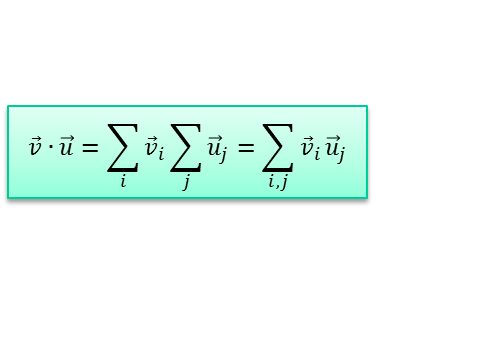 v⃗ · u⃗ = ∑_i v⃗_i ∑_j u⃗_j = ∑_{i,j} v⃗_i u⃗_j